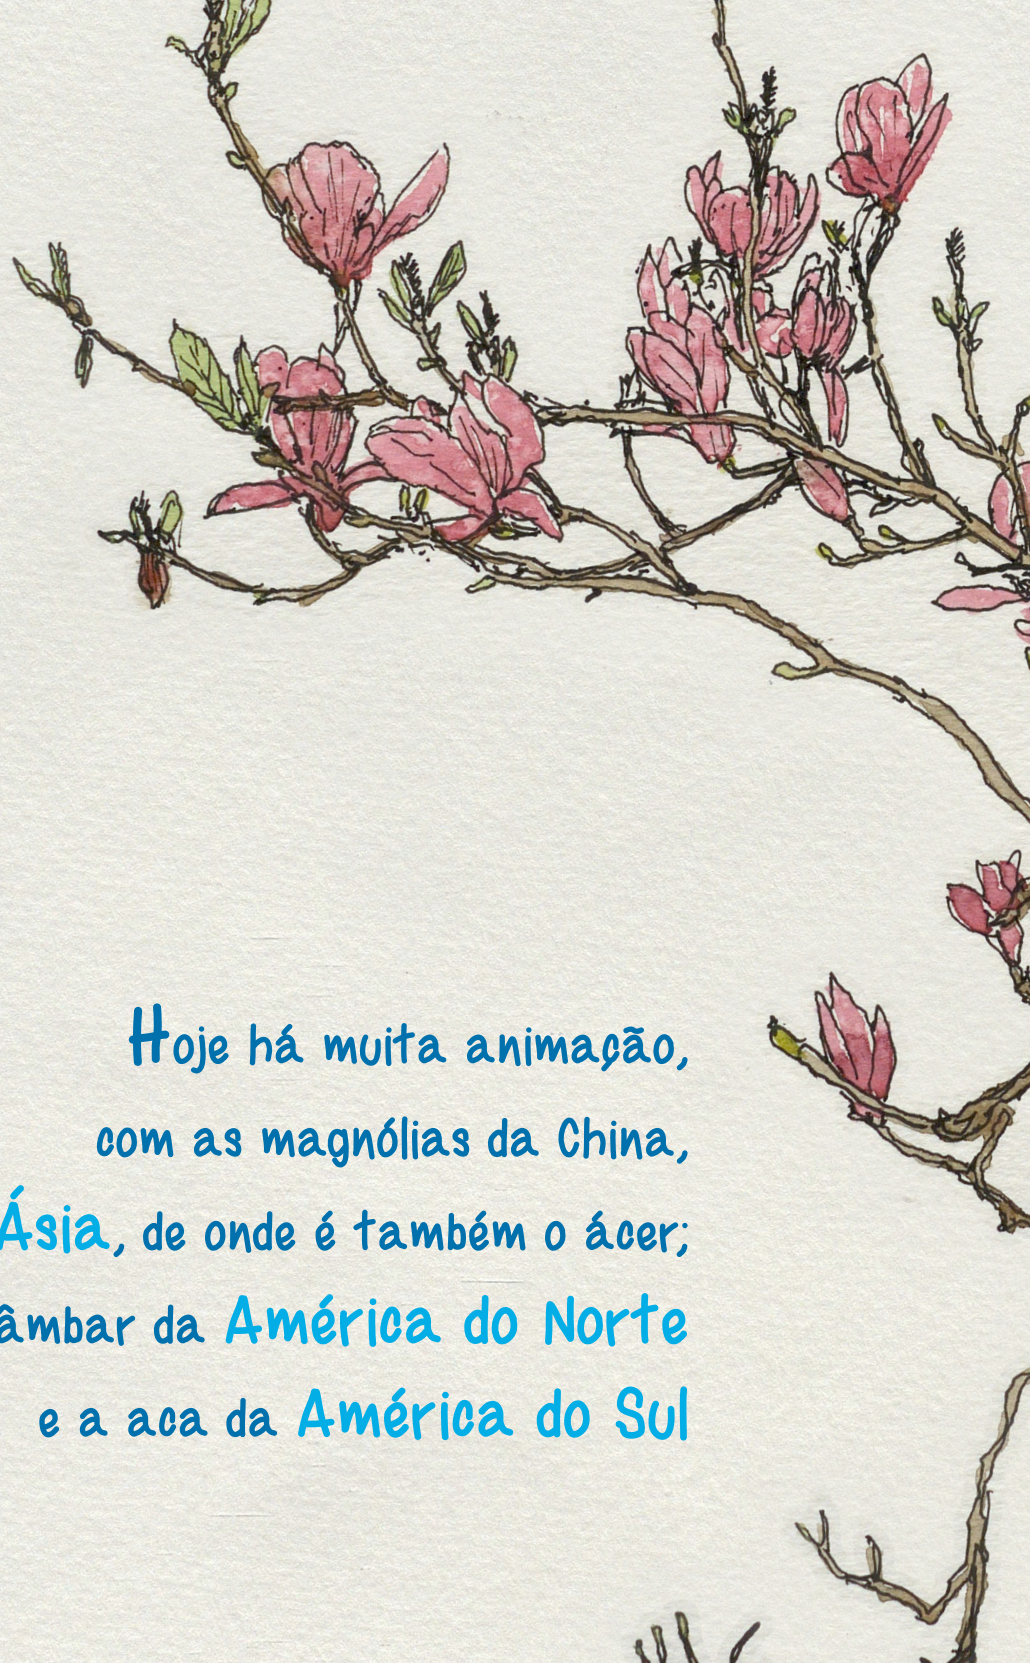 Hoje há muita animação,
com as magnólias da China,
Ásia, de onde é também o ácer;
âmbar da América do Norte
e a aca da América do Sul